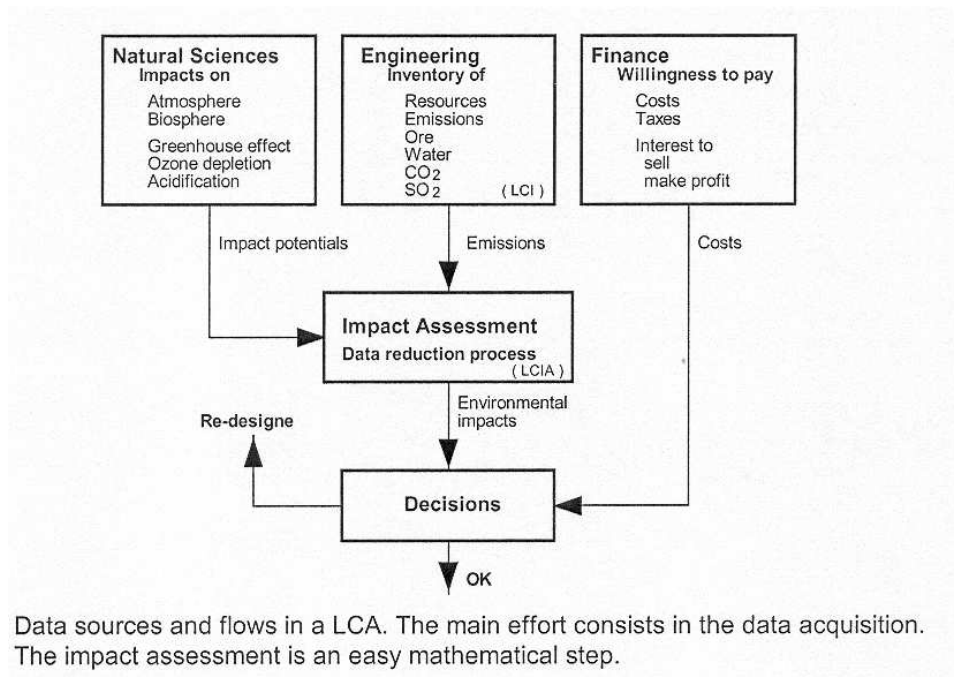 Natural Sciences
Impacts on
Atmosphere
Biosphere
Greenhouse effect
Ozone depletion
Acidification
Engineering
Inventory of
Resources
Emissions
Ore
Water
CO2
SO2
( LCI )
Finance
Willingness to pay
Costs
Taxes
Interest to
sell
make profit
Impact potentials
Emissions
Costs
Impact Assessment
Data reduction process
( LCIA )
Environmental
impacts
Re-designe
Decisions
OK
Data sources and flows in a LCA. The main effort consists in the data acquisition.
The impact assessment is an easy mathematical step.